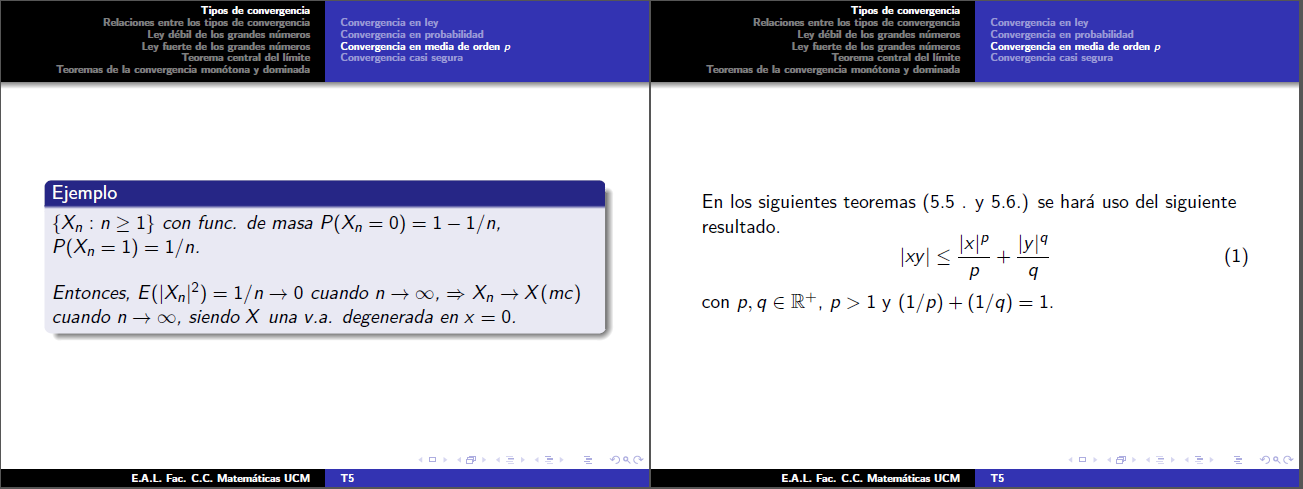 Tipos de convergencia
Relaciones entre los tipos de convergencia
Ley débil de los grandes números
Ley fuerte de los grandes números
Teorema central del límite
Teoremas de la convergencia monótona y dominada
Convergencia en ley
Convergencia en probabilidad
Convergencia en media de orden p
Convergencia casi segura
Ejemplo
{Xₙ : n ≥ 1} con func. de masa P(Xₙ = 0) = 1 − 1/n,
P(Xₙ = 1) = 1/n.
Entonces, E(|Xₙ|²) = 1/n → 0 cuando n → ∞, ⇒ Xₙ → X(mc)
cuando n → ∞, siendo X una v.a. degenerada en x = 0.
E.A.L. Fac. C.C. Matemáticas UCM
T5
Tipos de convergencia
Relaciones entre los tipos de convergencia
Ley débil de los grandes números
Ley fuerte de los grandes números
Teorema central del límite
Teoremas de la convergencia monótona y dominada
Convergencia en ley
Convergencia en probabilidad
Convergencia en media de orden p
Convergencia casi segura
En los siguientes teoremas (5.5 . y 5.6.) se hará uso del siguiente
resultado.
|xy| ≤ |x|ᵖ/p + |y|^q/q (1)
con p, q ∈ ℝ⁺, p > 1 y (1/p) + (1/q) = 1.
E.A.L. Fac. C.C. Matemáticas UCM
T5